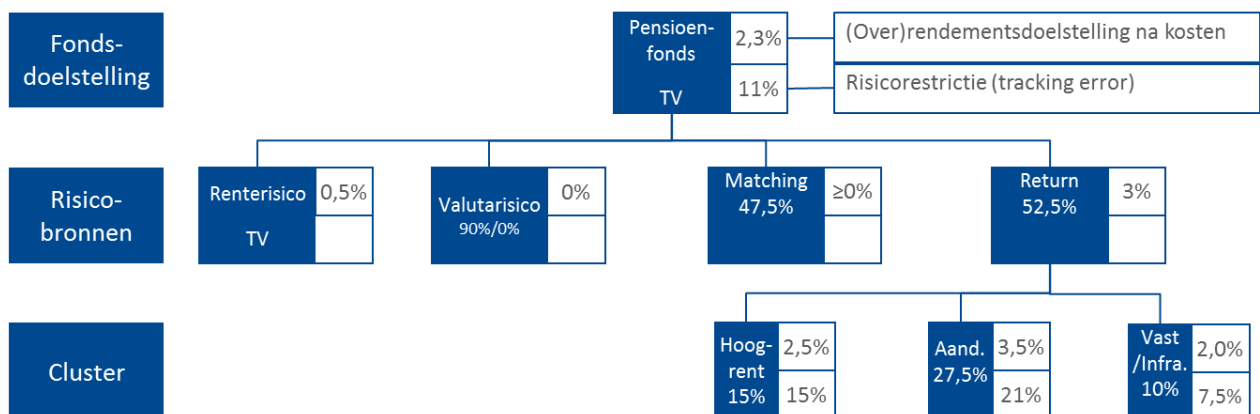 Fonds-
doelstelling
Pensioen-
fonds
TV
2,3%
11%
(Over)rendementsdoelstelling na kosten
Risicorestrictie (tracking error)
Risico-
bronnen
Renterisico
TV
0,5%
Valutarisico
90%/0%
0%
Matching
47,5%
≥0%
Return
52,5%
3%
Cluster
Hoog-
rent
15%
2,5%
15%
Aand.
27,5%
3,5%
21%
Vast
/Infra.
10%
2,0%
7,5%